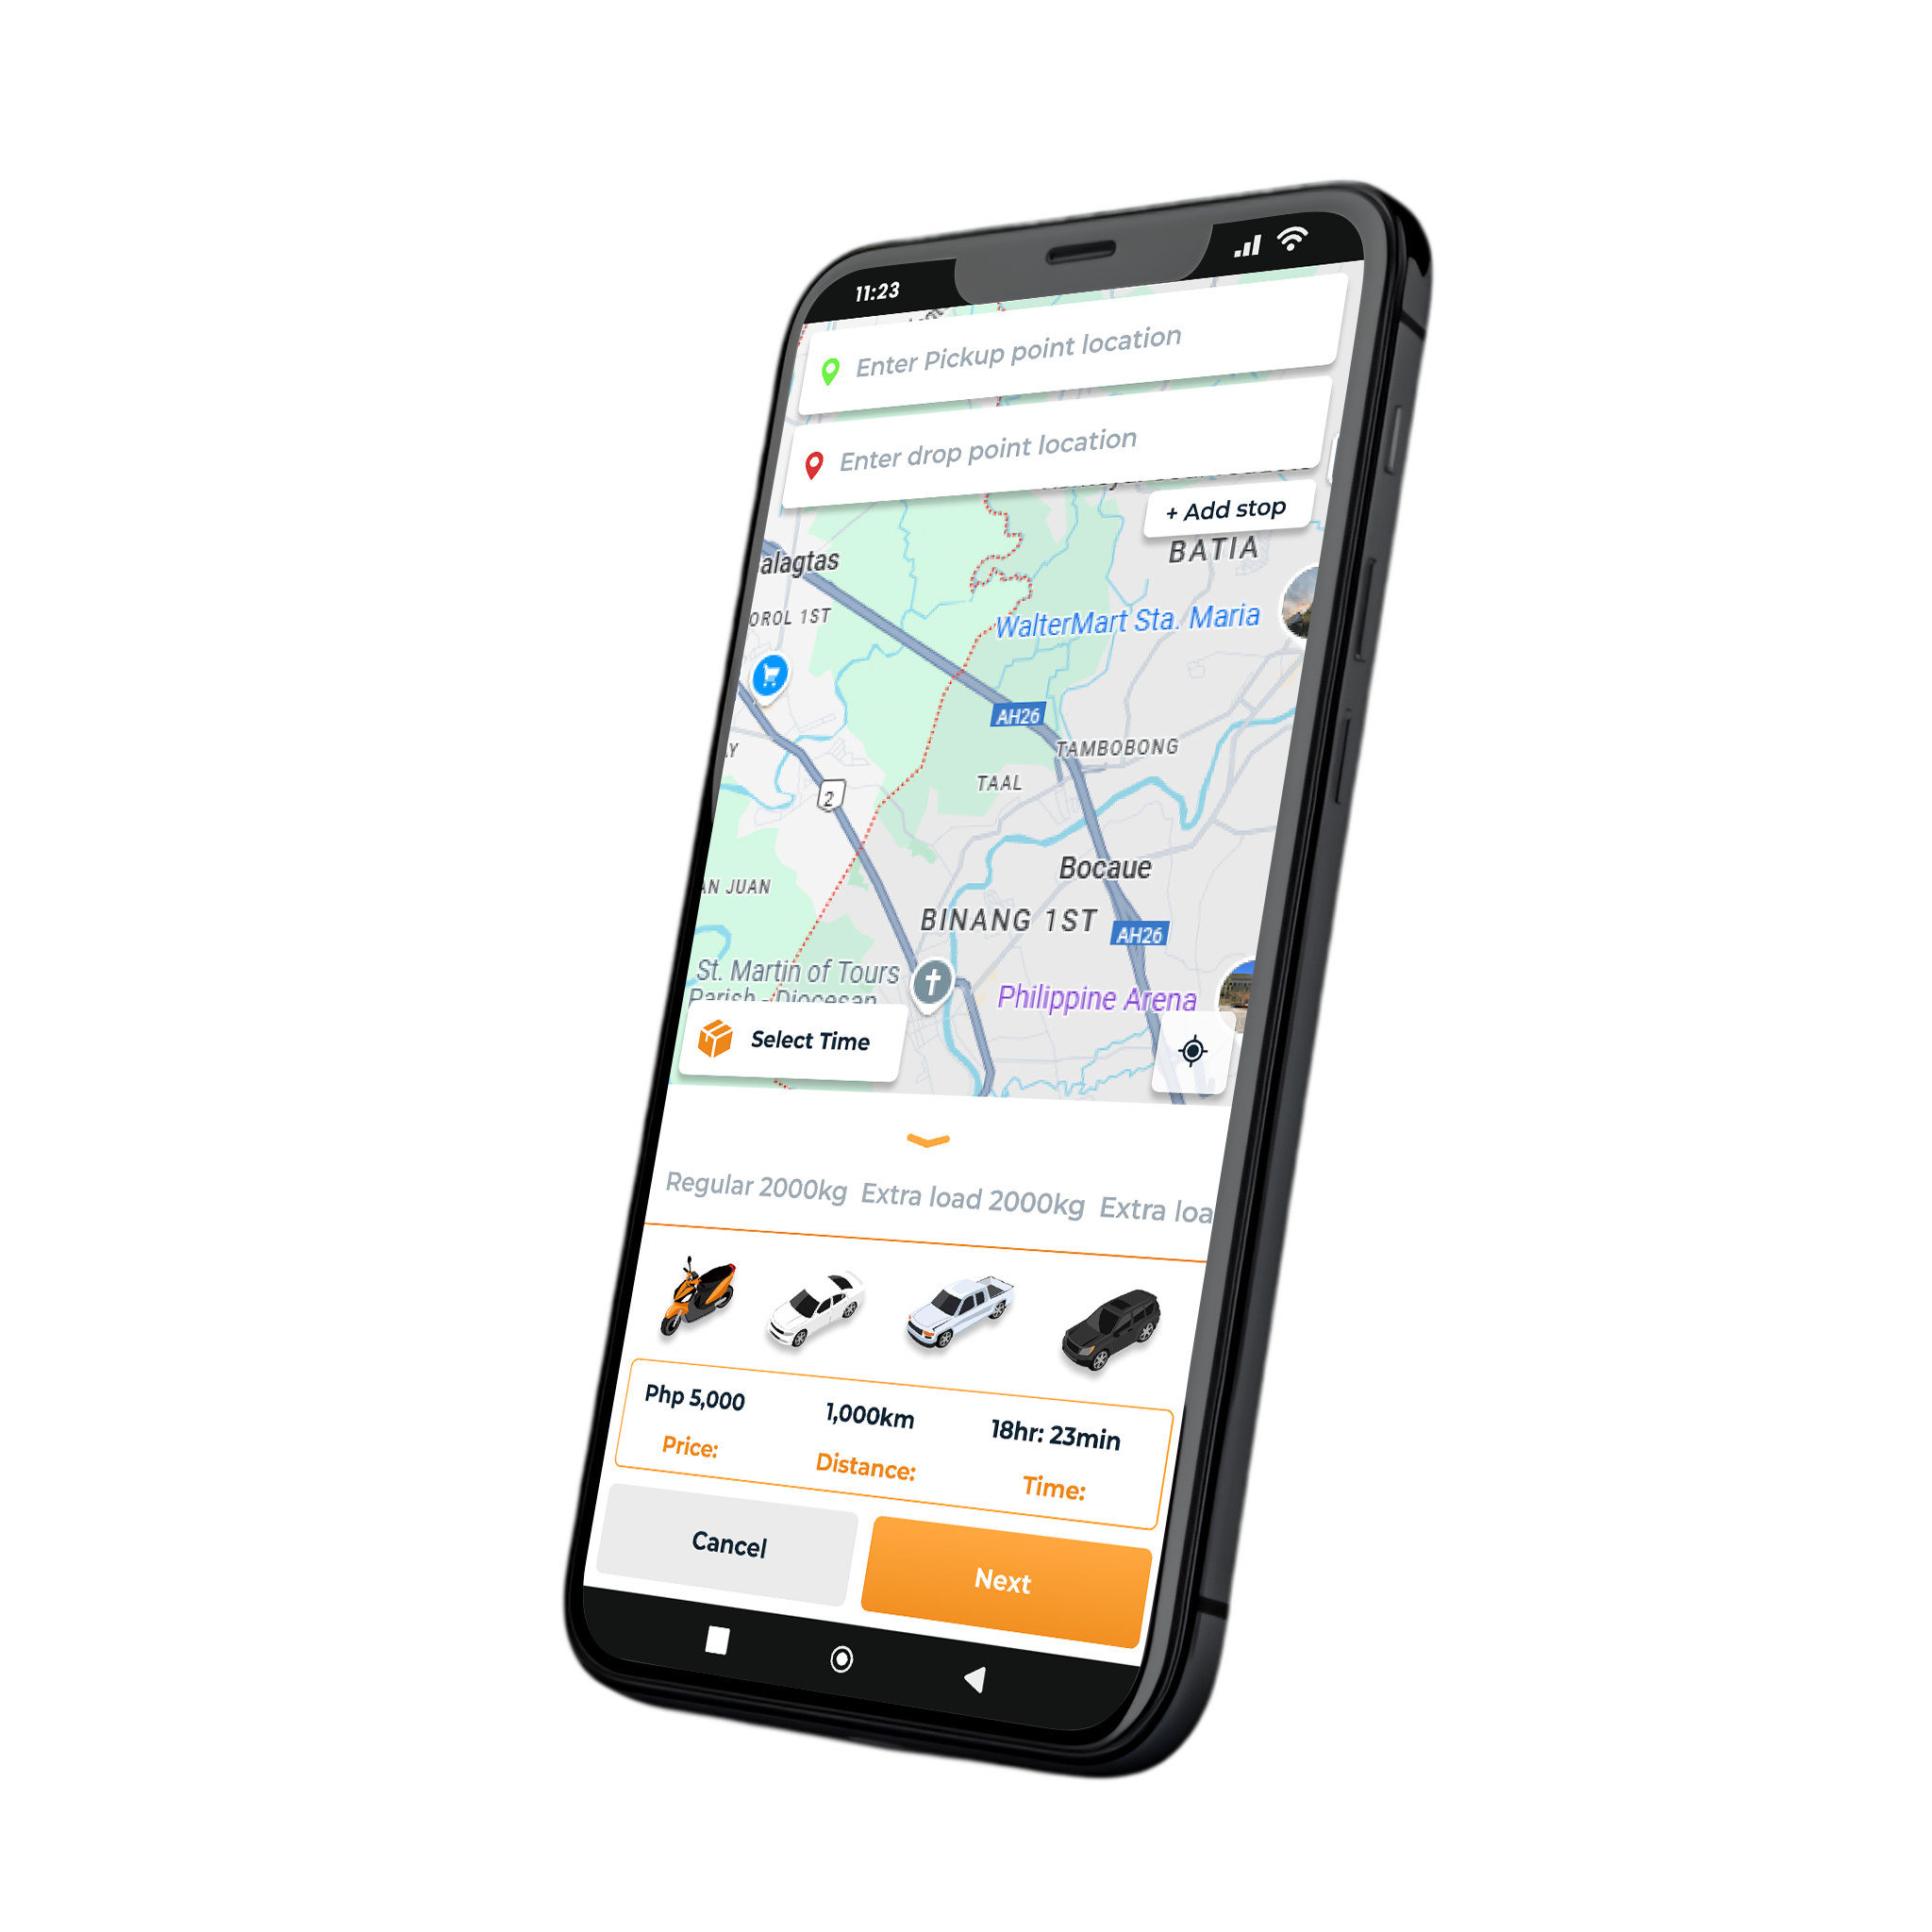 11:23
Enter Pickup point location
Enter drop point location
+ Add stop
alagtas
BATIA
OROL 1ST
WalterMart Sta. Maria
AH26
TAMBOBONG
TAAL
2
Bocaue
AN JUAN
BINANG 1ST
AH26
St. Martin of Tours
Parish - Diocesan
Philippine Arena
Select Time
Regular 2000kg Extra load 2000kg Extra loa
Php 5,000 1,000km 18hr: 23min
Price: Distance: Time:
Cancel Next